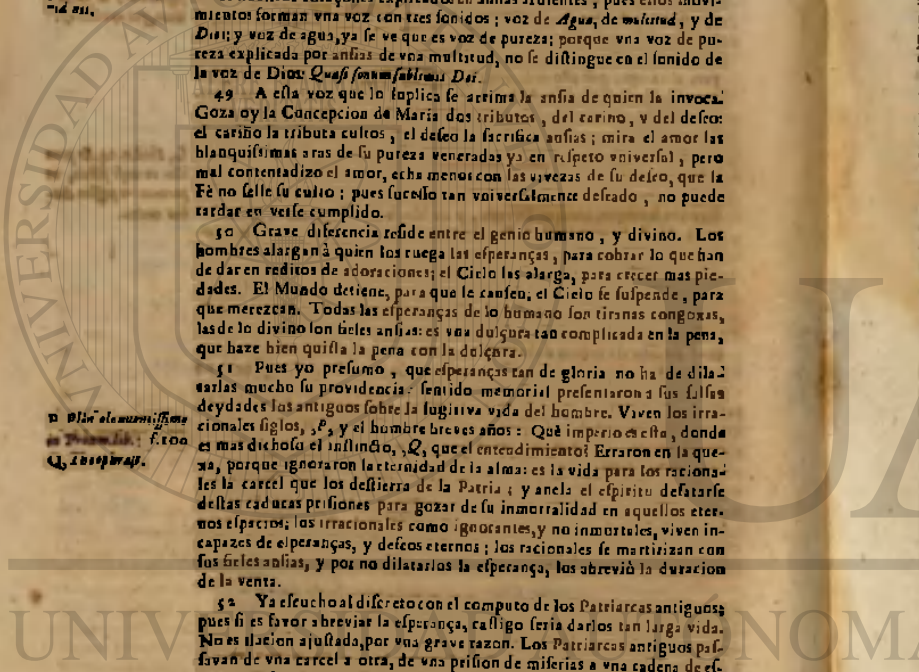 mientos forman vna voz con tres sonidos ; voz de Agua, de multitud, y de
Dios; y voz de agua, ya se ve que es voz de pureza; porque vna voz de pu-
reza explicada por ansias de vna multitud, no se distingue en el sonido de
la voz de Dios: Quasi sonum sublimis Dei.
49 A esta voz que lo suplica se arrima la ansia de quien la invoca.
Goza oy la Concepcion de Maria dos tributos, del cariño, y del deseo:
el cariño la tributa cultos, el deseo la sacrifica ansias ; mira el amor las
blanquissimas aras de su pureza veneradas ya en respeto vniversal, pero
mal contentadizo el amor, echa menos con las vivezas de su deseo, que la
Fè no selle su culto ; pues sucesso tan vniversalmente deseado, no puede
tardar en verse cumplido.
50 Grave diferencia reside entre el genio humano, y divino. Los
hombres alargan à quien los ruega las esperanças, para cobrar lo que han
de dar en reditos de adoraciones; el Cielo las alarga, para crecer mas pie-
dades. El Mundo detiene, para que le cansen; el Cielo se suspende, para
que merezcan. Todas las esperanças de lo humano son tiranas congoxas,
las de lo divino son fieles ansias: es vna dulçura tan complicada en la pena,
que haze bien quista la pena con la dulçura.
51 Pues yo presumo, que esperanças tan de gloria no ha de dila-
tarlas mucho su providencia: sentido memorial presentaron a sus falsas
deydades los antiguos sobre la fugitiva vida del hombre. Viven los irra-
cionales siglos, ,P, y el hombre breves años : Què imperio es este, donde
es mas dichoso el instincto, ,Q, que el entendimiento? Erraron en la que-
xa, porque ignoraron la eternidad de la alma: es la vida para los raciona-
les la carcel que los destierra de la Patria ; y anela el espiritu desatarse
destas caducas prisiones para gozar de su inmortalidad en aquellos eter-
nos espacios; los irracionales como ignorantes, y no inmortales, viven in-
capazes de esperanças, y deseos eternos ; los racionales se martirizan con
sus fieles ansias, y por no dilatarlos la esperança, los abreviò la duracion
de la venta.
52 Ya escucho al discreto con el computo de los Patriarcas antiguos;
pues si es favor abreviar la esperança, castigo seria darlos tan larga vida.
No es ilacion ajustada, por vna grave razon. Los Patriarcas antiguos pas-
savan de vna carcel a otra, de vna prision de miserias a vna cadena de es-
P Plin
f. 100
Q,
UNIV NOM
UA